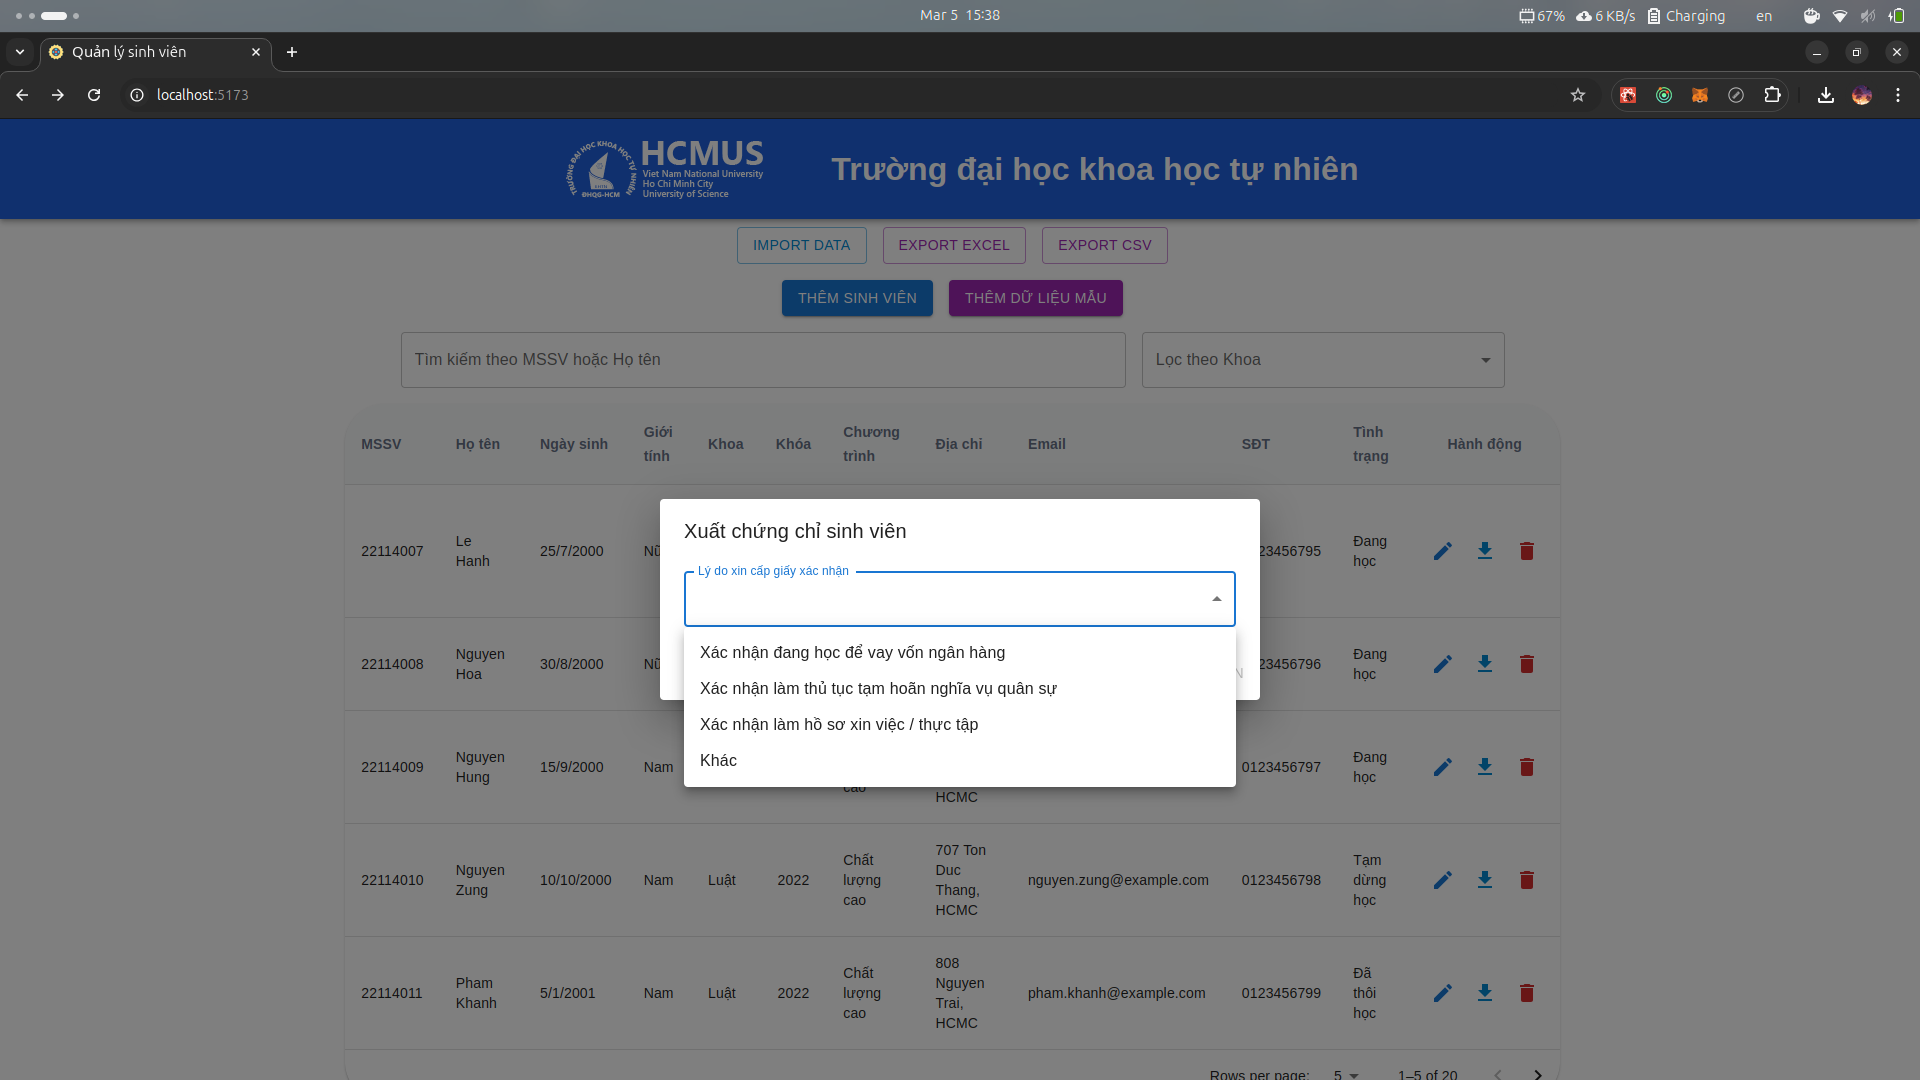 Mar 5 15:38
67%
6 KB/s
Charging
en
Quản lý sinh viên
localhost:5173
TRƯỜNG ĐẠI HỌC KHOA HỌC TỰ NHIÊN
ĐHQG-HCM
HCMUS
Viet Nam National University
Ho Chi Minh City
University of Science
Trường đại học khoa học tự nhiên
IMPORT DATA
EXPORT EXCEL
EXPORT CSV
THÊM SINH VIÊN
THÊM DỮ LIỆU MẪU
Tìm kiếm theo MSSV hoặc Họ tên
Lọc theo Khoa
MSSV
Họ tên
Ngày sinh
Giới
tính
Khoa
Khóa
Chương
trình
Địa chỉ
Email
SĐT
Tình
trạng
Hành động
22114007
Le
Hanh
25/7/2000
23456795
Đang
học
Xuất chứng chỉ sinh viên
Lý do xin cấp giấy xác nhận
Xác nhận đang học để vay vốn ngân hàng
Xác nhận làm thủ tục tạm hoãn nghĩa vụ quân sự
Xác nhận làm hồ sơ xin việc / thực tập
Khác
22114008
Nguyen
Hoa
30/8/2000
23456796
Đang
học
22114009
Nguyen
Hung
15/9/2000
Nam
cao
HCMC
0123456797
Đang
học
22114010
Nguyen
Zung
10/10/2000
Nam
Luật
2022
Chất
lượng
cao
707 Ton
Duc
Thang,
HCMC
nguyen.zung@example.com
0123456798
Tạm
dừng
học
22114011
Pham
Khanh
5/1/2001
Nam
Luật
2022
Chất
lượng
cao
808
Nguyen
Trai,
HCMC
pham.khanh@example.com
0123456799
Đã
thôi
học
Rows per page:
5
1–5 of 20